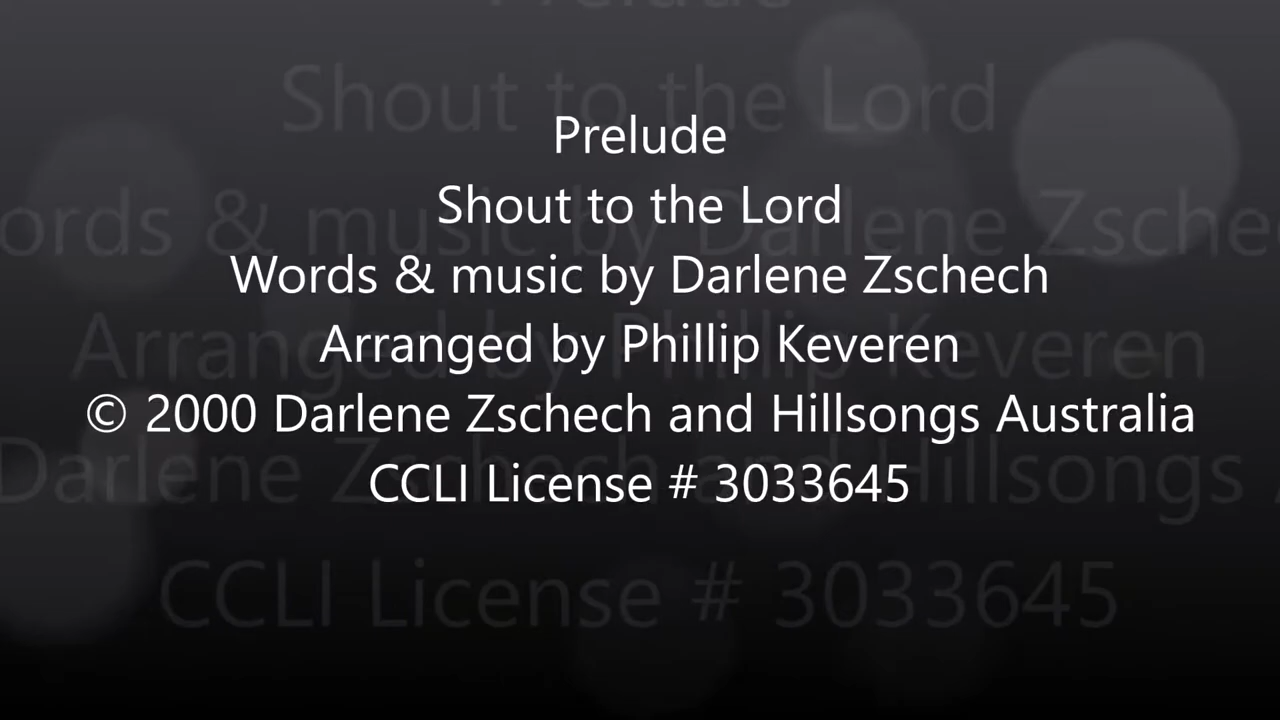 Prelude
Shout to the Lord
Words & music by Darlene Zschech
Arranged by Phillip Keveren
© 2000 Darlene Zschech and Hillsongs Australia
CCLI License # 3033645